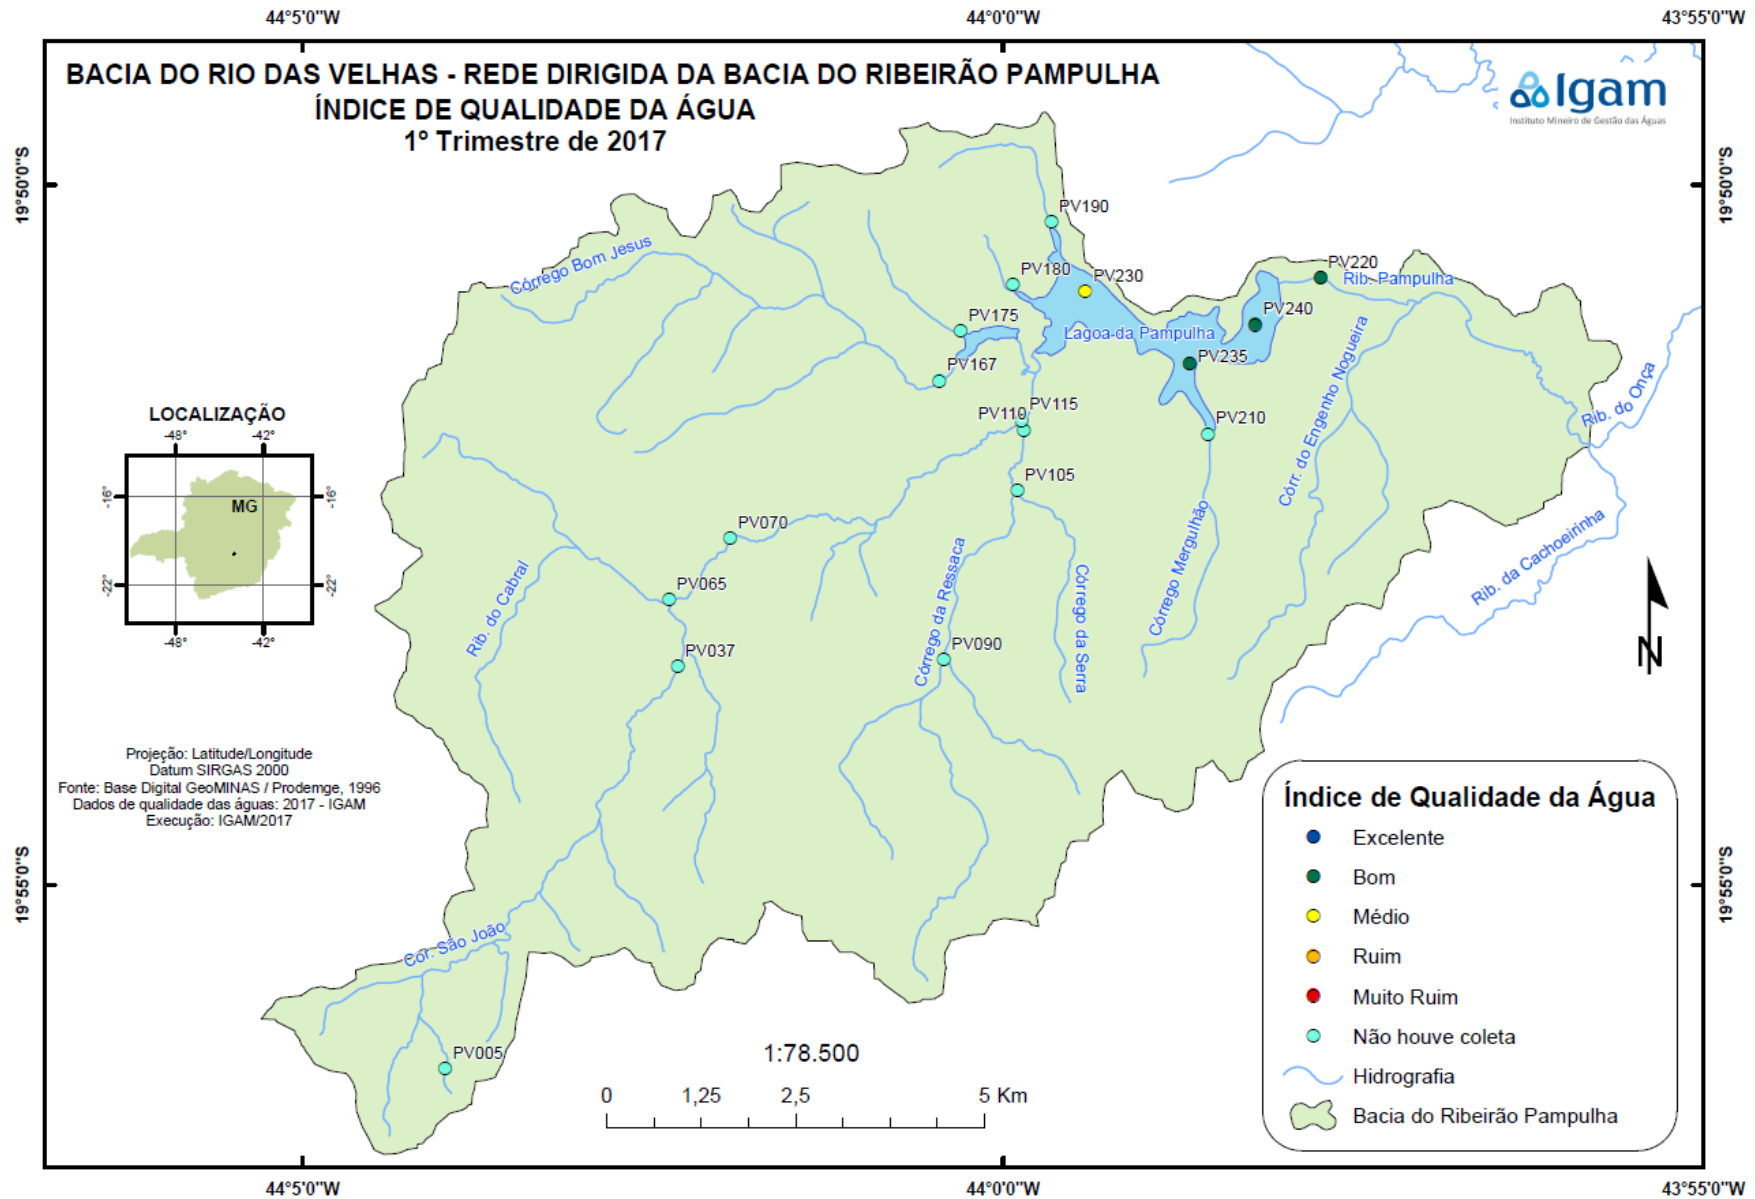 44°5'0"W
44°0'0"W
43°55'0"W
BACIA DO RIO DAS VELHAS - REDE DIRIGIDA DA BACIA DO RIBEIRÃO PAMPULHA
ÍNDICE DE QUALIDADE DA ÁGUA
1º Trimestre de 2017
Igam
Instituto Mineiro de Gestão das Águas
19°50'0"S
19°50'0"S
PV190
Córrego Bom Jesus
PV180
PV230
PV220
Rib. Pampulha
PV175
PV240
Lagoa da Pampulha
PV235
PV167
Córr. do Engenho Nogueira
Rib. do Onça
PV110
PV115
PV210
LOCALIZAÇÃO
-48°
-42°
-16°
-16°
MG
-22°
-22°
-48°
-42°
PV105
PV070
Rib. da Cachoeirinha
Córrego Mergulhão
Córrego da Ressaca
Córrego da Serra
PV065
Rib. do Cabral
PV037
PV090
N
Projeção: Latitude/Longitude
Datum SIRGAS 2000
Fonte: Base Digital GeoMINAS / Prodemge, 1996
Dados de qualidade das águas: 2017 - IGAM
Execução: IGAM/2017
19°55'0"S
19°55'0"S
Cor. São João
PV005
1:78.500
0
1,25
2,5
5 Km
Índice de Qualidade da Água
Excelente
Bom
Médio
Ruim
Muito Ruim
Não houve coleta
Hidrografia
Bacia do Ribeirão Pampulha
44°5'0"W
44°0'0"W
43°55'0"W